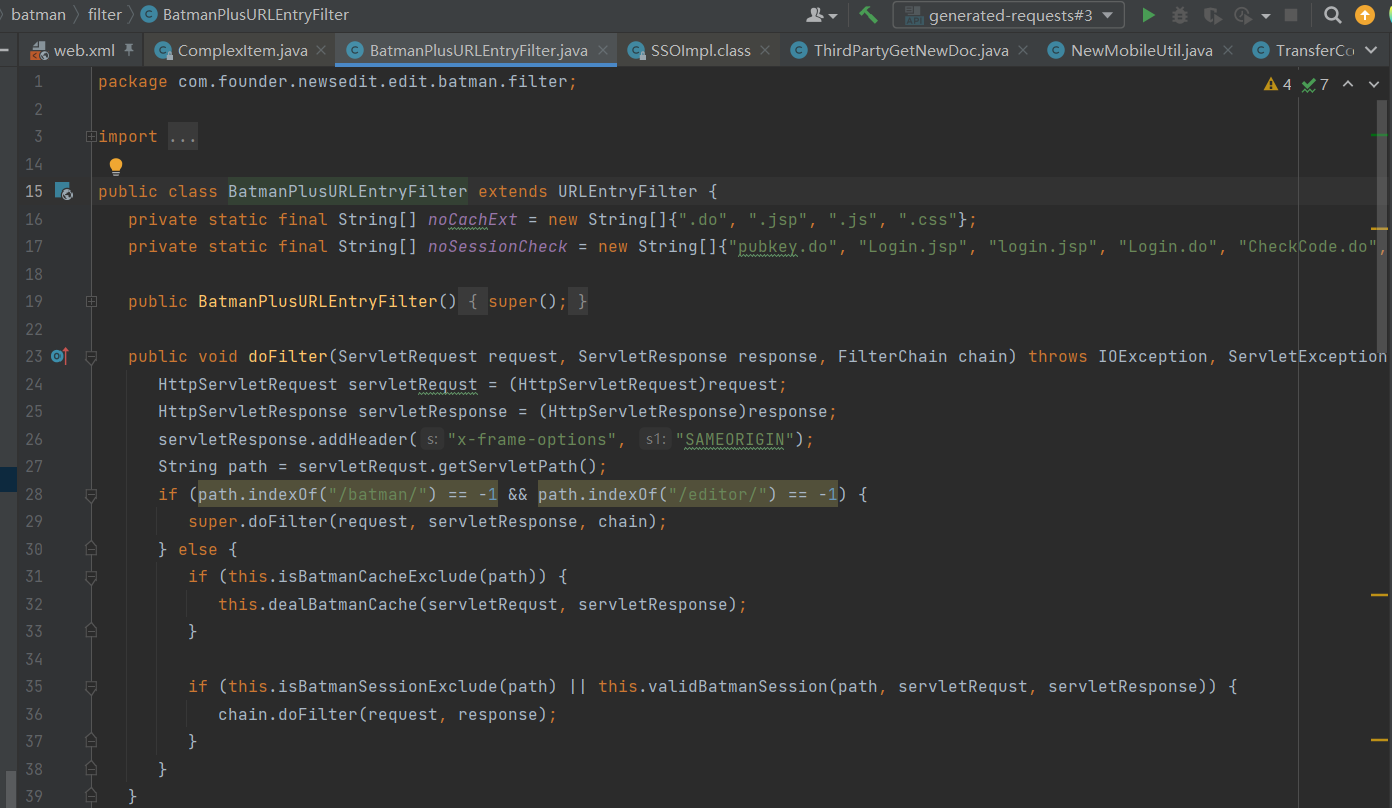 batman filter BatmanPlusURLEntryFilter generated-requests#3
web.xml ComplexItem.java BatmanPlusURLEntryFilter.java SSOImpl.class ThirdPartyGetNewDoc.java NewMobileUtil.java TransferCo
1 package com.founder.newsedit.edit.batman.filter; 4 7
2
3 import ...
14
15 public class BatmanPlusURLEntryFilter extends URLEntryFilter {
16 private static final String[] noCachExt = new String[]{".do", ".jsp", ".js", ".css"};
17 private static final String[] noSessionCheck = new String[]{"pubkey.do", "Login.jsp", "login.jsp", "Login.do", "CheckCode.do",
18
19 public BatmanPlusURLEntryFilter() { super(); }
22
23 public void doFilter(ServletRequest request, ServletResponse response, FilterChain chain) throws IOException, ServletException
24 HttpServletRequest servletRequst = (HttpServletRequest)request;
25 HttpServletResponse servletResponse = (HttpServletResponse)response;
26 servletResponse.addHeader( s: "x-frame-options", s1: "SAMEORIGIN");
27 String path = servletRequst.getServletPath();
28 if (path.indexOf("/batman/") == -1 && path.indexOf("/editor/") == -1) {
29 super.doFilter(request, servletResponse, chain);
30 } else {
31 if (this.isBatmanCacheExclude(path)) {
32 this.dealBatmanCache(servletRequst, servletResponse);
33 }
34
35 if (this.isBatmanSessionExclude(path) || this.validBatmanSession(path, servletRequst, servletResponse)) {
36 chain.doFilter(request, response);
37 }
38 }
39 }